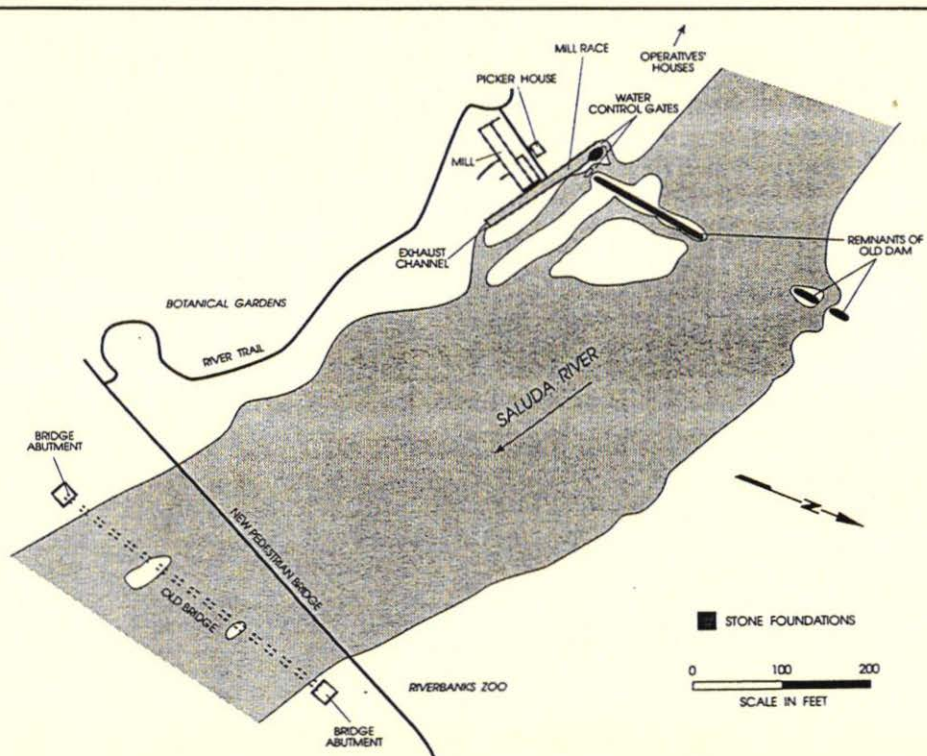 OPERATIVES'
HOUSES
MILL RACE
PICKER HOUSE
WATER
CONTROL GATES
MILL
REMNANTS OF
OLD DAM
EXHAUST
CHANNEL
BOTANICAL GARDENS
RIVER TRAIL
SALUDA RIVER
BRIDGE
ABUTMENT
N
NEW PEDESTRIAN BRIDGE
OLD BRIDGE
STONE FOUNDATIONS
0 100 200
SCALE IN FEET
RIVERBANKS ZOO
BRIDGE
ABUTMENT